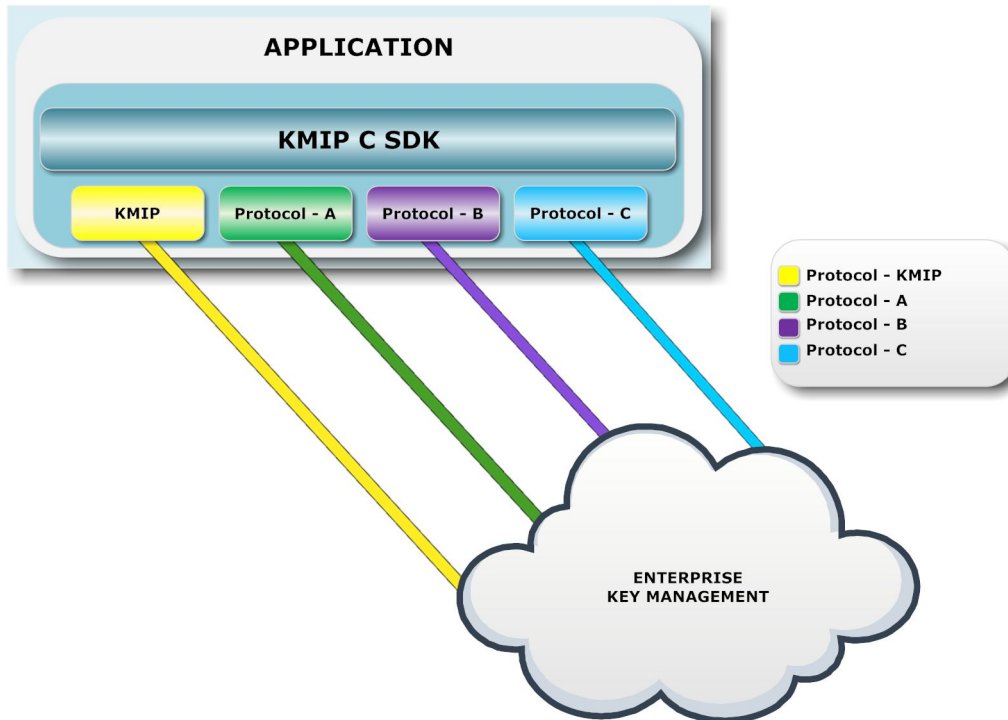 APPLICATION
KMIP C SDK
KMIP
Protocol - A
Protocol - B
Protocol - C
Protocol - KMIP
Protocol - A
Protocol - B
Protocol - C
ENTERPRISE
KEY MANAGEMENT